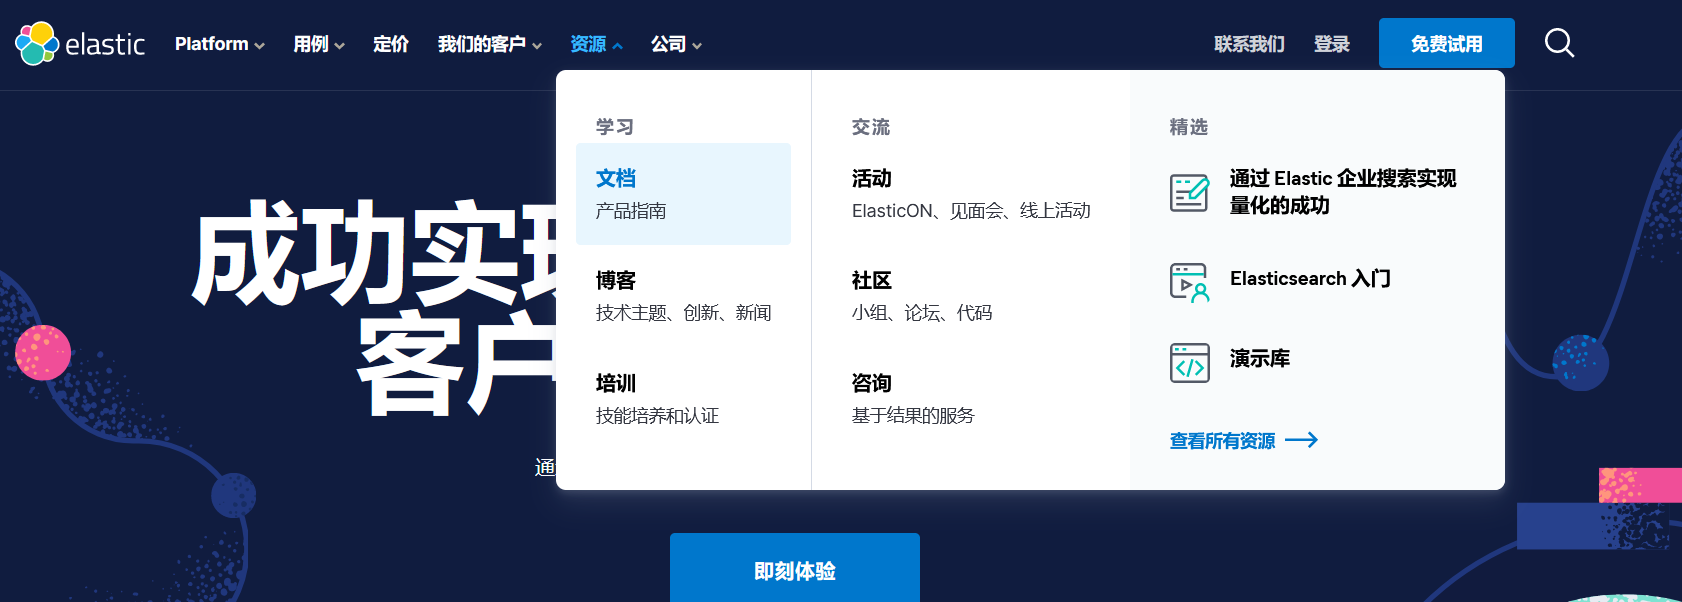 elastic
Platform
用例
定价
我们的客户
资源
公司
联系我们
登录
免费试用
学习
文档
产品指南
博客
技术主题、创新、新闻
培训
技能培养和认证
交流
活动
ElasticON、见面会、线上活动
社区
小组、论坛、代码
咨询
基于结果的服务
精选
通过 Elastic 企业搜索实现
量化的成功
Elasticsearch 入门
演示库
查看所有资源
成功实现
客户
通
即刻体验